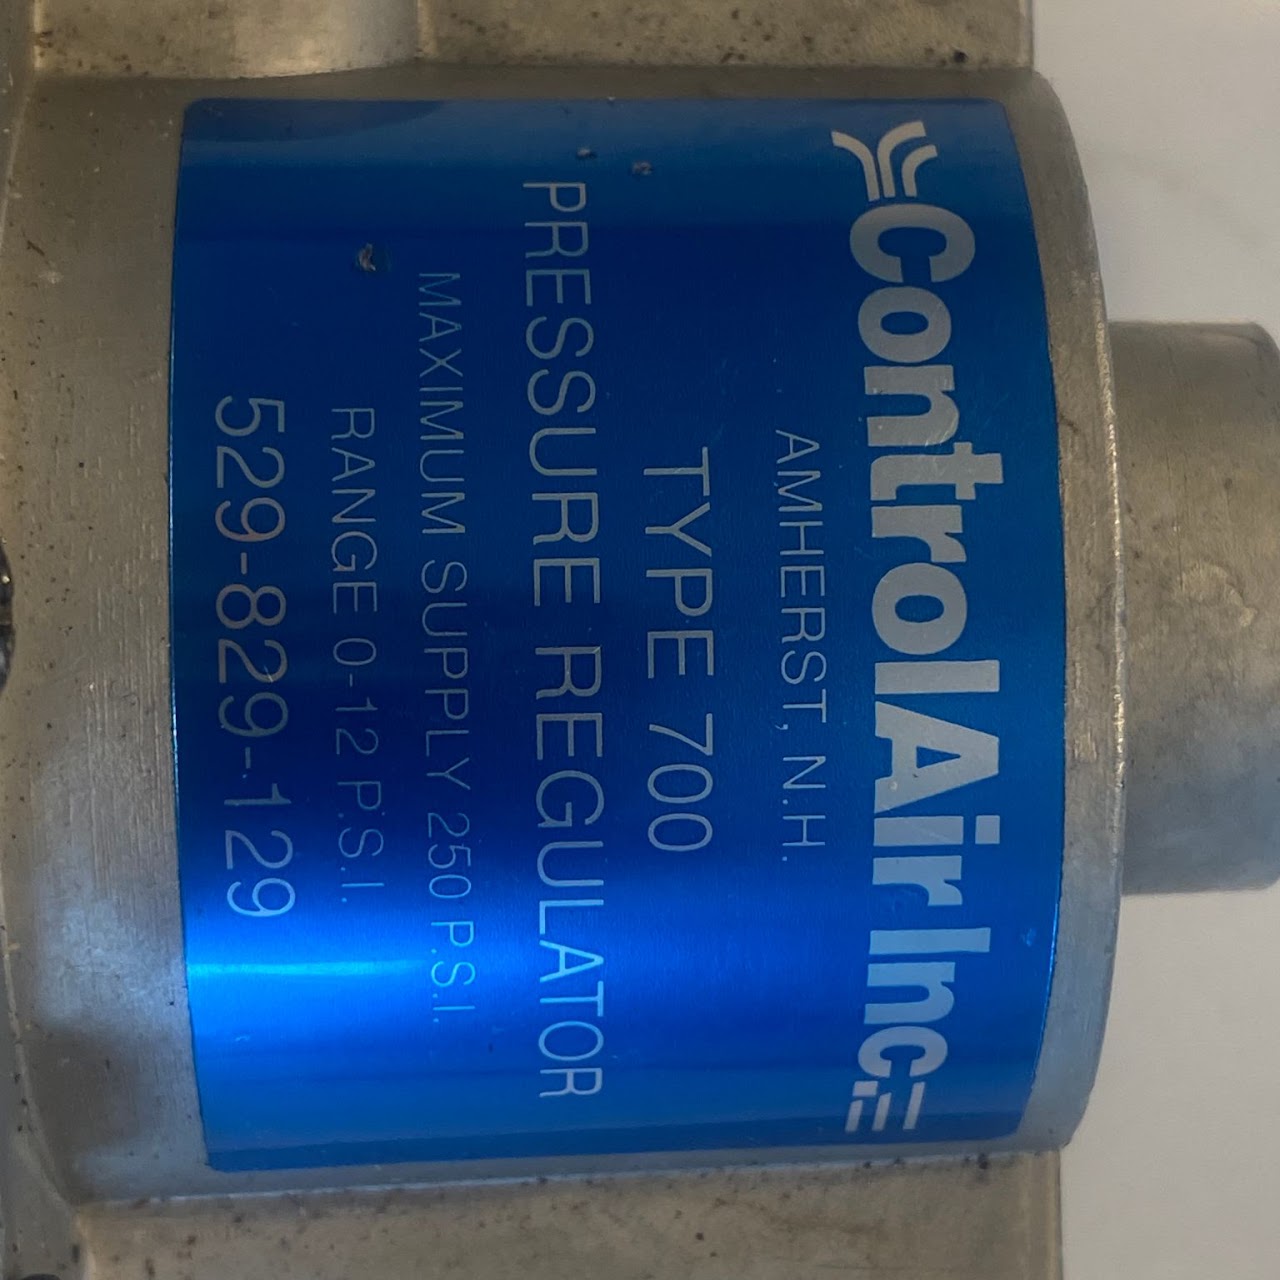 ControlAir Inc.
AMHERST, N.H.
TYPE 700
PRESSURE REGULATOR
MAXIMUM SUPPLY 250 P.S.I.
RANGE 0-12 P.S.I.
529-829-129